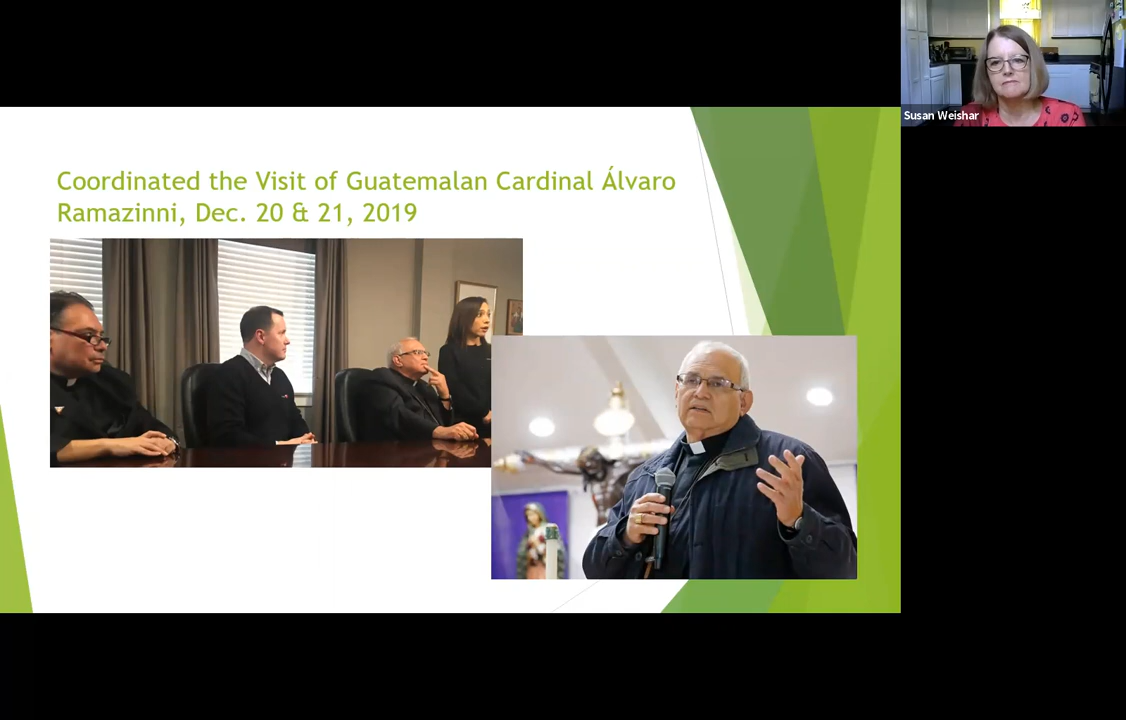 Susan Weishar
Coordinated the Visit of Guatemalan Cardinal Álvaro
Ramazinni, Dec. 20 & 21, 2019